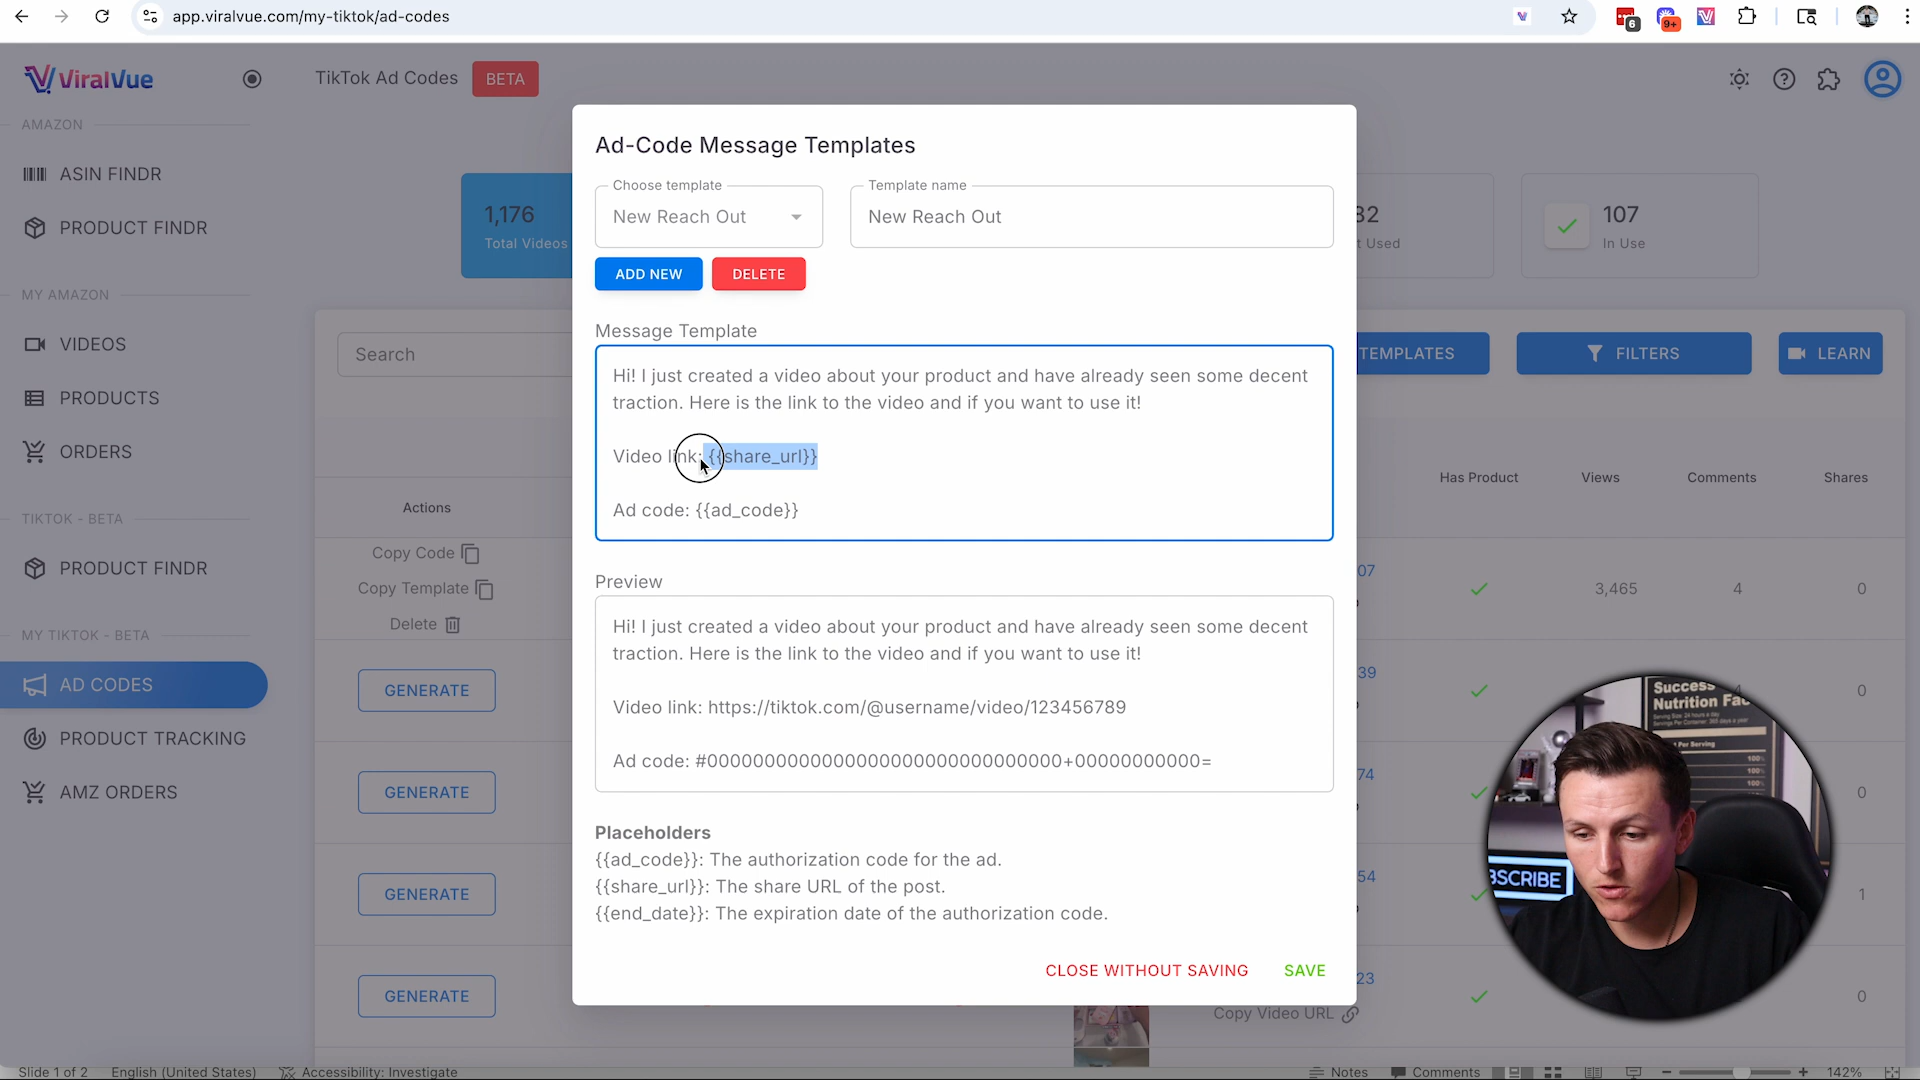 app.viralvue.com/my-tiktok/ad-codes
6
9+
ViralVue
TikTok Ad Codes
BETA
AMAZON
ASIN FINDR
PRODUCT FINDR
MY AMAZON
VIDEOS
PRODUCTS
ORDERS
TIKTOK - BETA
PRODUCT FINDR
MY TIKTOK - BETA
AD CODES
PRODUCT TRACKING
AMZ ORDERS
1,176
Total Videos
107
In Use
Search
TEMPLATES
FILTERS
LEARN
Actions
Has Product
Views
Comments
Shares
Copy Code
Copy Template
Delete
3,465
4
0
GENERATE
0
GENERATE
0
GENERATE
1
GENERATE
0
Copy Video URL
Ad-Code Message Templates
Choose template
New Reach Out
Template name
New Reach Out
ADD NEW
DELETE
Message Template
Hi! I just created a video about your product and have already seen some decent
traction. Here is the link to the video and if you want to use it!
Video link: {{share_url}}
Ad code: {{ad_code}}
Preview
Hi! I just created a video about your product and have already seen some decent
traction. Here is the link to the video and if you want to use it!
Video link: https://tiktok.com/@username/video/123456789
Ad code: #0000000000000000000000000000000+00000000000=
Placeholders
{{ad_code}}: The authorization code for the ad.
{{share_url}}: The share URL of the post.
{{end_date}}: The expiration date of the authorization code.
CLOSE WITHOUT SAVING
SAVE
Success
Slide 1 of 2
English (United States)
Accessibility: Investigate
Notes
Comments
142%